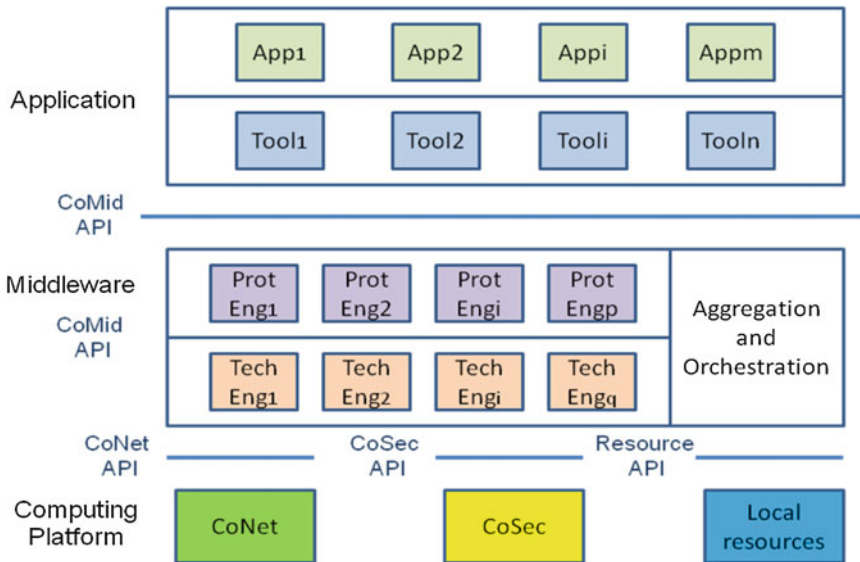 App1 App2 Appi Appm
Application
Tool1 Tool2 Tooli Tooln
CoMid
API
Middleware
Prot
Eng1
Prot
Eng2
Prot
Engi
Prot
Engp
CoMid
API
Tech
Eng1
Tech
Eng2
Tech
Engi
Tech
Engq
Aggregation
and
Orchestration
CoNet
API
CoSec
API
Resource
API
Computing
Platform
CoNet
CoSec
Local
resources